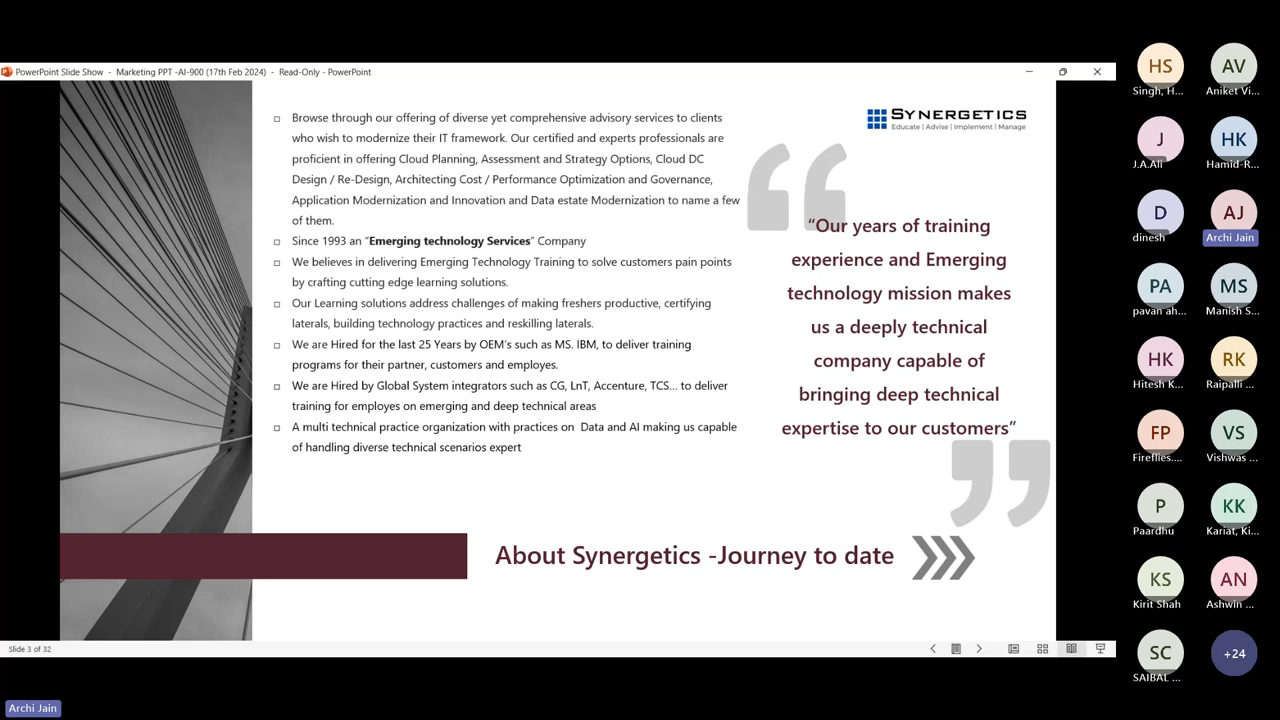 PowerPoint Slide Show - Marketing PPT -AI-900 (17th Feb 2024) - Read-Only - PowerPoint
Browse through our offering of diverse yet comprehensive advisory services to clients
who wish to modernize their IT framework. Our certified and experts professionals are
proficient in offering Cloud Planning, Assessment and Strategy Options, Cloud DC
Design / Re-Design, Architecting Cost / Performance Optimization and Governance,
Application Modernization and Innovation and Data estate Modernization to name a few
of them.
Since 1993 an “Emerging technology Services” Company
We believes in delivering Emerging Technology Training to solve customers pain points
by crafting cutting edge learning solutions.
Our Learning solutions address challenges of making freshers productive, certifying
laterals, building technology practices and reskilling laterals.
We are Hired for the last 25 Years by OEM’s such as MS. IBM, to deliver training
programs for their partner, customers and employes.
We are Hired by Global System integrators such as CG, LnT, Accenture, TCS... to deliver
training for employes on emerging and deep technical areas
A multi technical practice organization with practices on Data and AI making us capable
of handling diverse technical scenarios expert
SYNERGETICS
Educate | Advise | Implement | Manage
“Our years of training
experience and Emerging
technology mission makes
us a deeply technical
company capable of
bringing deep technical
expertise to our customers”
About Synergetics -Journey to date
Slide 3 of 32
HS
Singh, H...
AV
Aniket Vi...
J
J.A.Ali
HK
Hamid-R...
D
dinesh
AJ
Archi Jain
PA
pavan ah...
MS
Manish S...
HK
Hitesh K...
RK
Raipalli ...
FP
Fireflies....
VS
Vishwas ...
P
Paardhu
KK
Kariat, Ki...
KS
Kirit Shah
AN
Ashwin ...
SC
SAIBAL ...
+24
Archi Jain